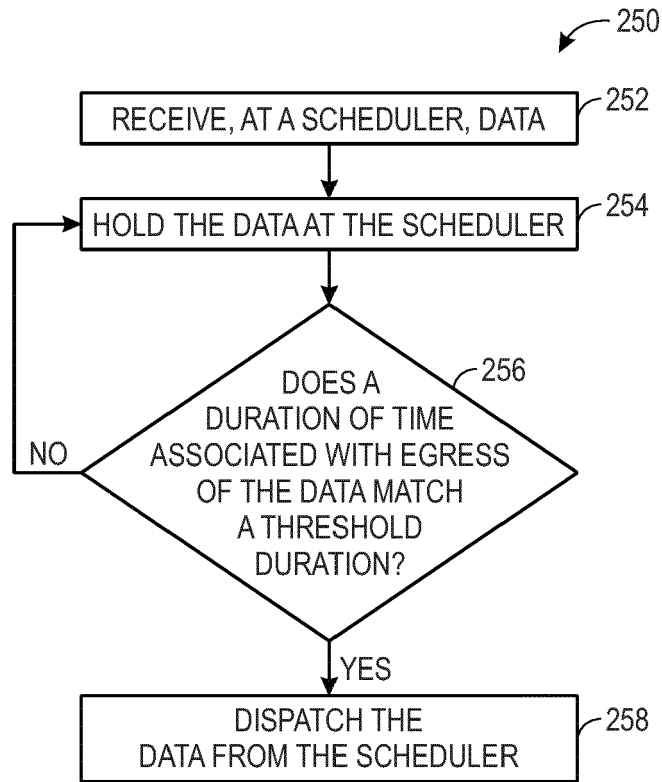 250
RECEIVE, AT A SCHEDULER, DATA
252
HOLD THE DATA AT THE SCHEDULER
254
DOES A
DURATION OF TIME
ASSOCIATED WITH EGRESS
OF THE DATA MATCH
A THRESHOLD
DURATION?
256
NO
YES
DISPATCH THE
DATA FROM THE SCHEDULER
258